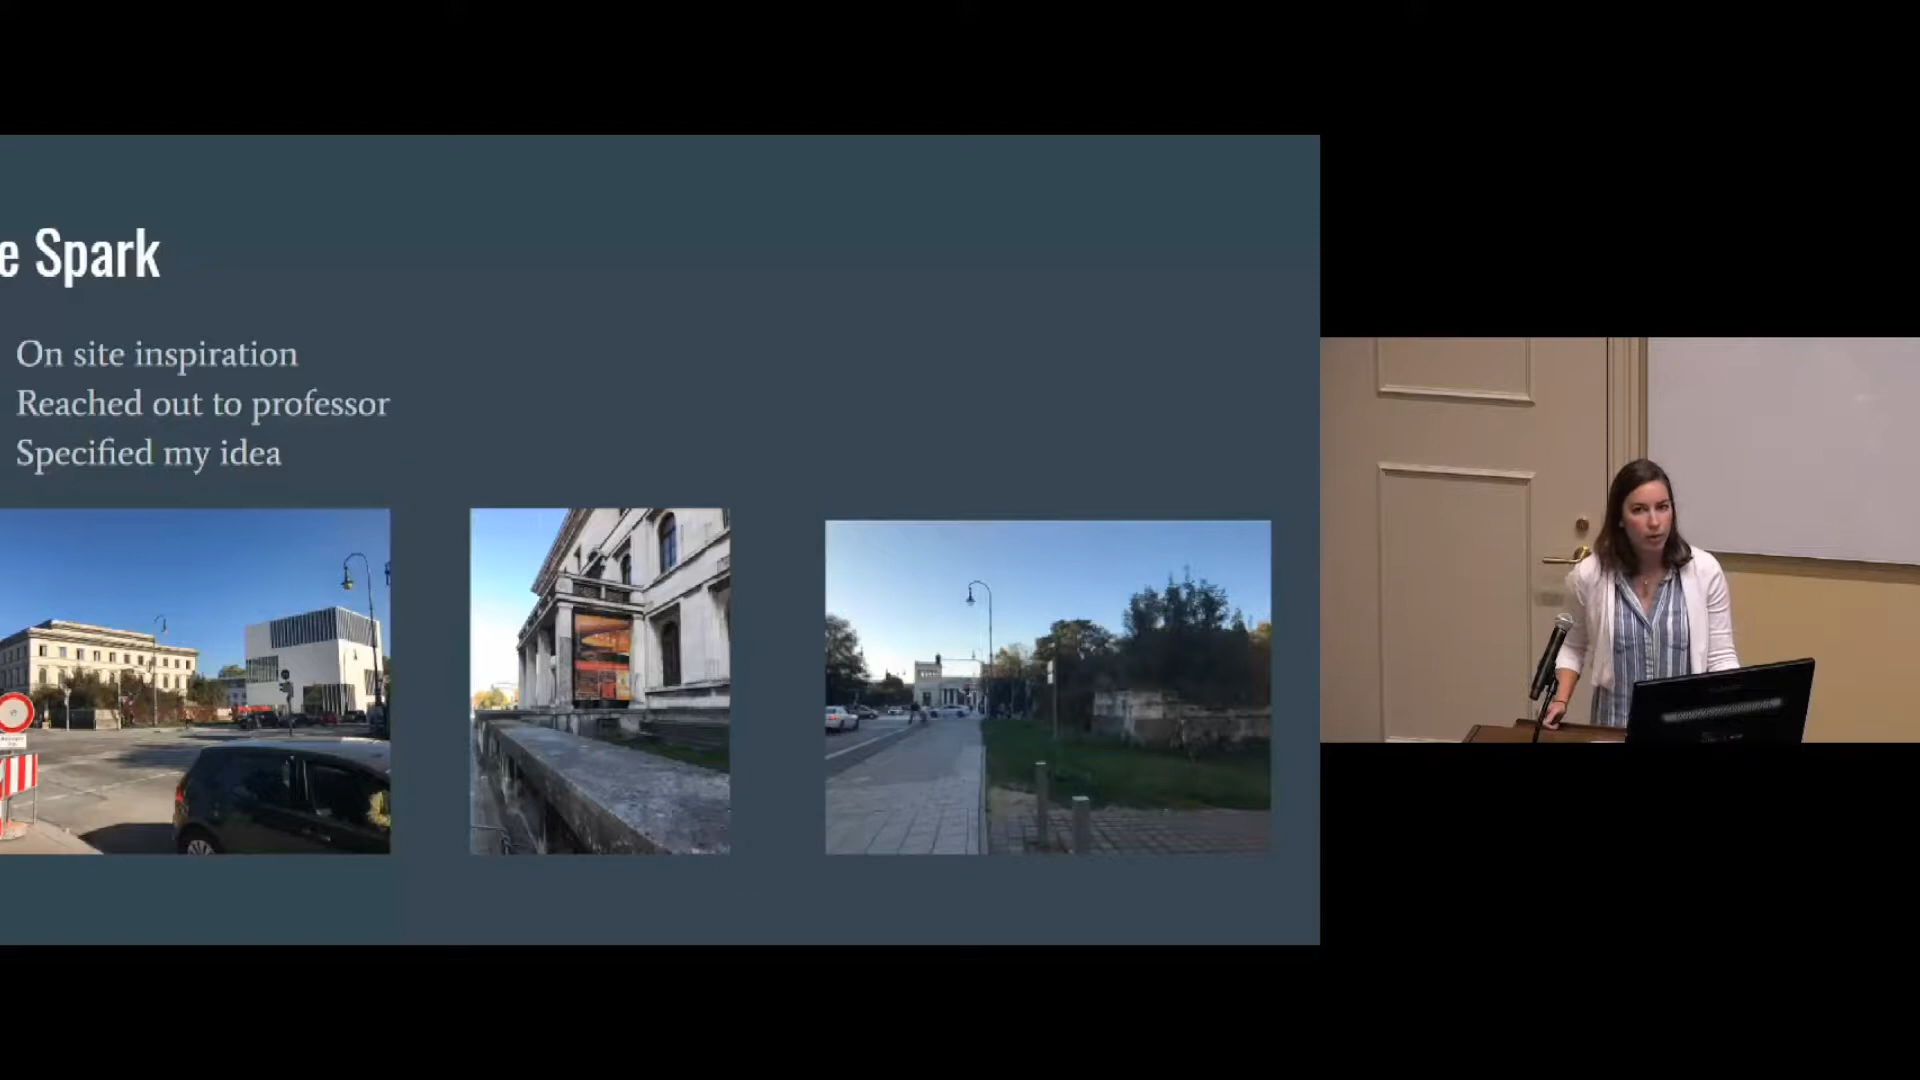 e Spark
On site inspiration
Reached out to professor
Specified my idea